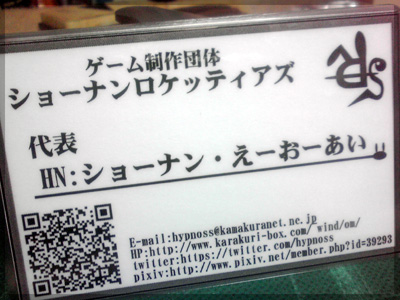 ゲーム制作団体
ショーナンロケッティアズ
代表
HN:ショーナン・えーおーあい
E-mail:hypnoss@kamakuranet.ne.jp
HP:http://www.karakuri-box.com/ wind/om/
twitter:https://twitter.com/hypnoss
pixiv:http://www.pixiv.net/member.php?id=39293